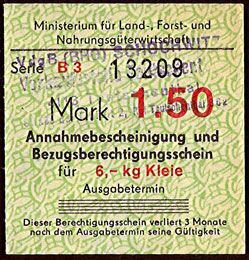 Ministerium für Land-, Forst- und
Nahrungsgüterwirtschaft
Serie B 3 13209
Mark 1.50
Annahmebescheinigung und
Bezugsberechtigungsschein
für 6,- kg Kleie
Ausgabetermin
Dieser Berechtigungsschein verliert 3 Monate
nach dem Ausgabetermin seine Gültigkeit